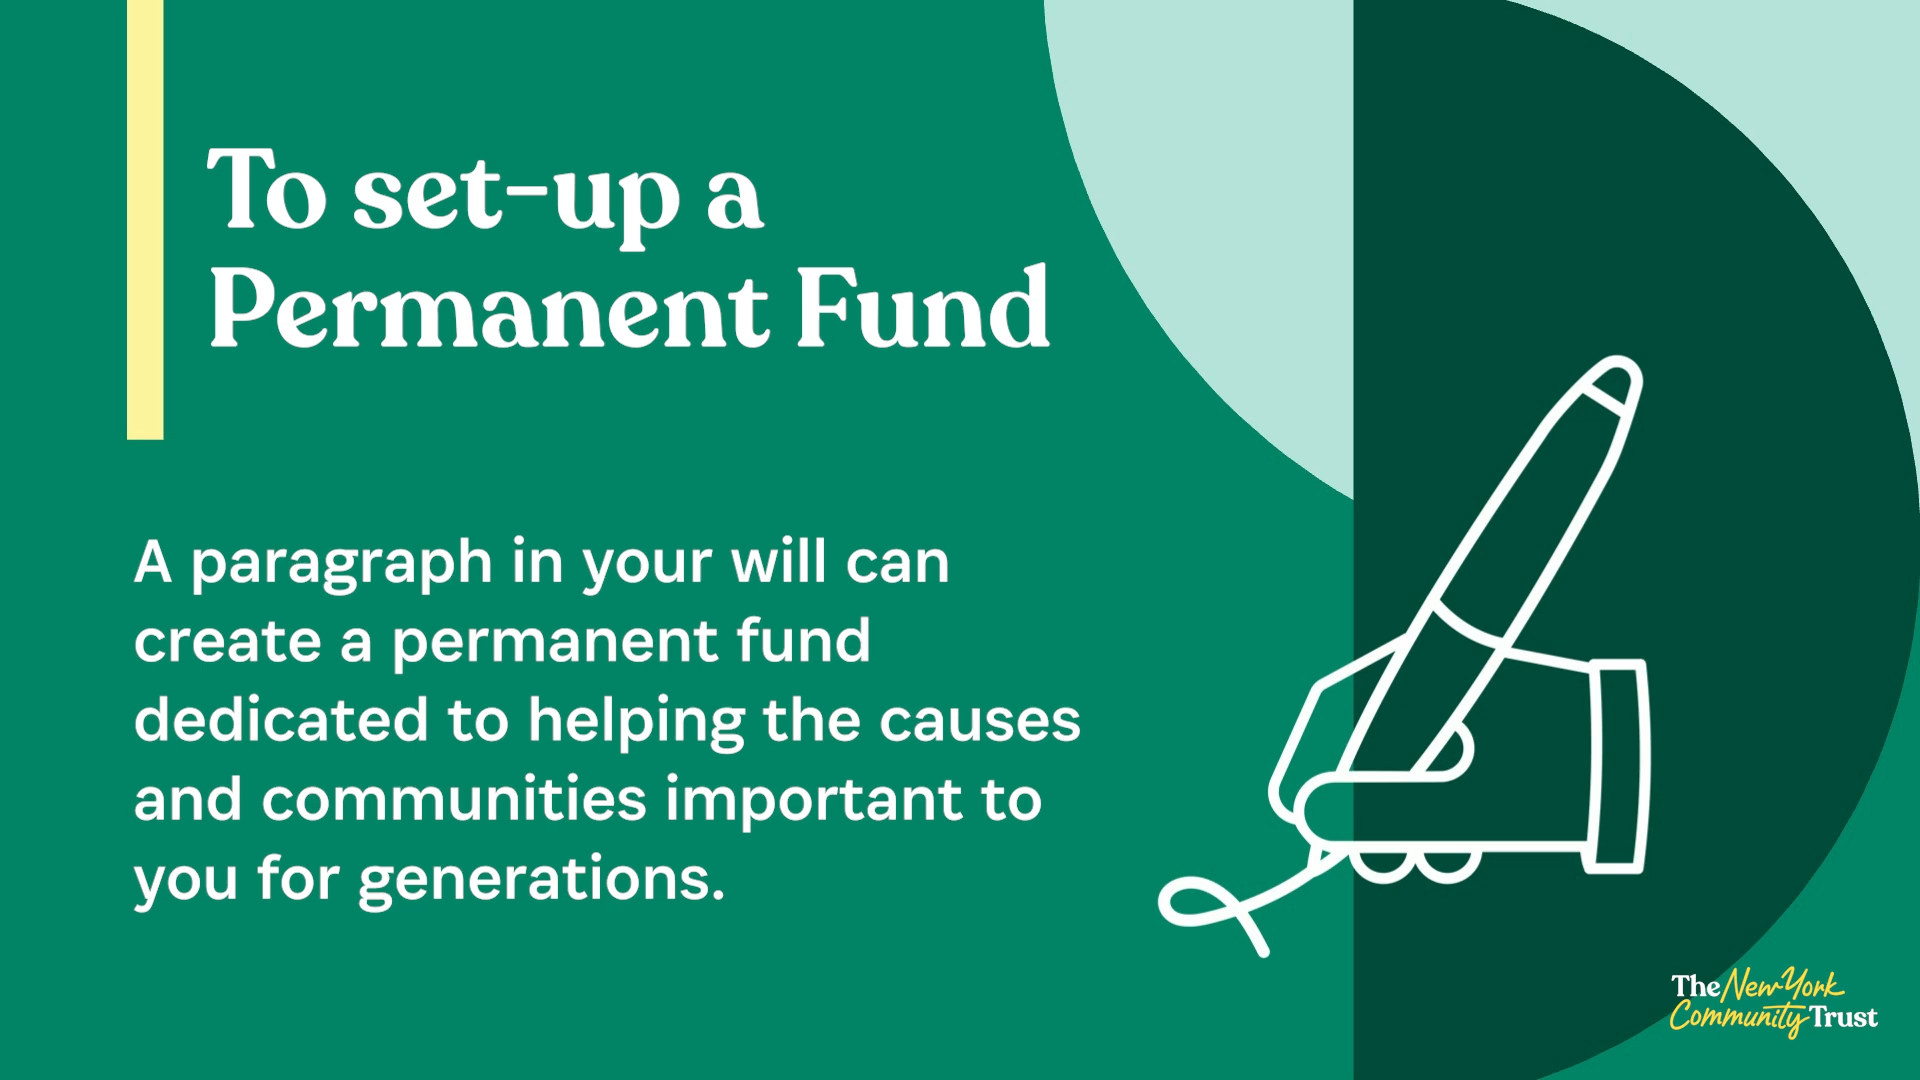 To set-up a
Permanent Fund
A paragraph in your will can
create a permanent fund
dedicated to helping the causes
and communities important to
you for generations.
The New York
Community Trust